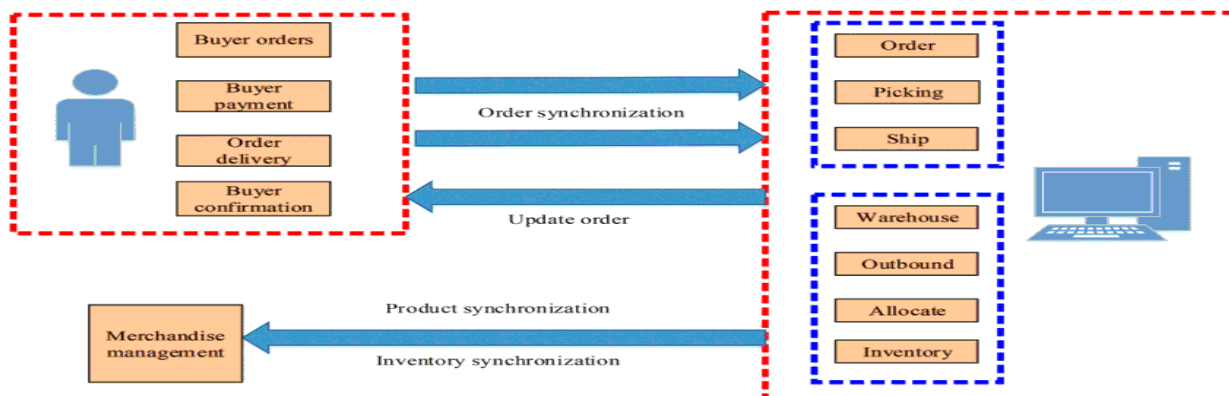 Buyer orders
Buyer
payment
Order
delivery
Buyer
confirmation
Order synchronization
Update order
Order
Picking
Ship
Warehouse
Outbound
Allocate
Inventory
Merchandise
management
Product synchronization
Inventory synchronization